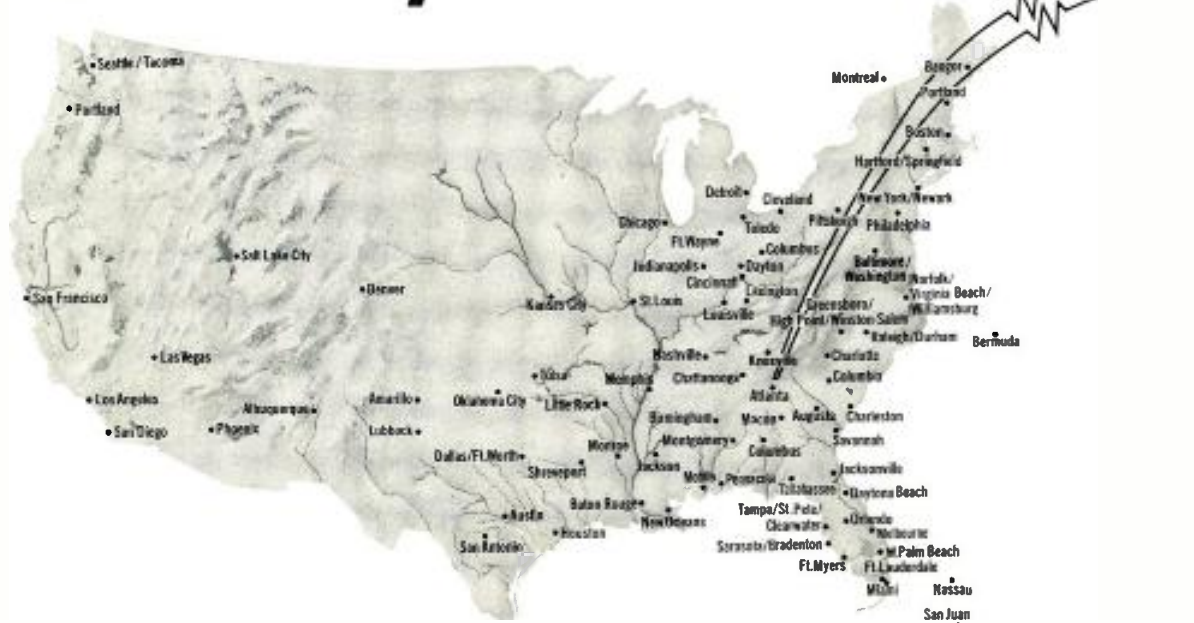 Seattle/Tacoma
Bangor
Montreal
Portland
Portland
Boston
Hartford/Springfield
Detroit
Cleveland
New York/Newark
Chicago
Toledo
Pittsburgh
Philadelphia
Ft.Wayne
Columbus
Salt Lake City
Indianapolis
Dayton
Baltimore/
Washington
Cincinnati
Norfolk/
Virginia Beach/
Williamsburg
Denver
Lexington
San Francisco
Kansas City
St.Louis
Louisville
Greensboro/
High Point/Winston-Salem
Raleigh/Durham
Bermuda
Las Vegas
Nashville
Knoxville
Charlotte
Tulsa
Memphis
Chattanooga
Columbia
Los Angeles
Amarillo
Oklahoma City
Little Rock
Atlanta
Albuquerque
Birmingham
Macon
Augusta
Charleston
San Diego
Phoenix
Lubbock
Montgomery
Columbus
Savannah
Dallas/Ft.Worth
Monroe
Shreveport
Jackson
Jacksonville
Mobile
Pensacola
Tallahassee
Daytona Beach
Baton Rouge
New Orleans
Tampa/St.Pete/
Clearwater
Austin
Orlando
Houston
Melbourne
San Antonio
Sarasota/Bradenton
W.Palm Beach
Ft.Myers
Ft.Lauderdale
Miami
Nassau
San Juan